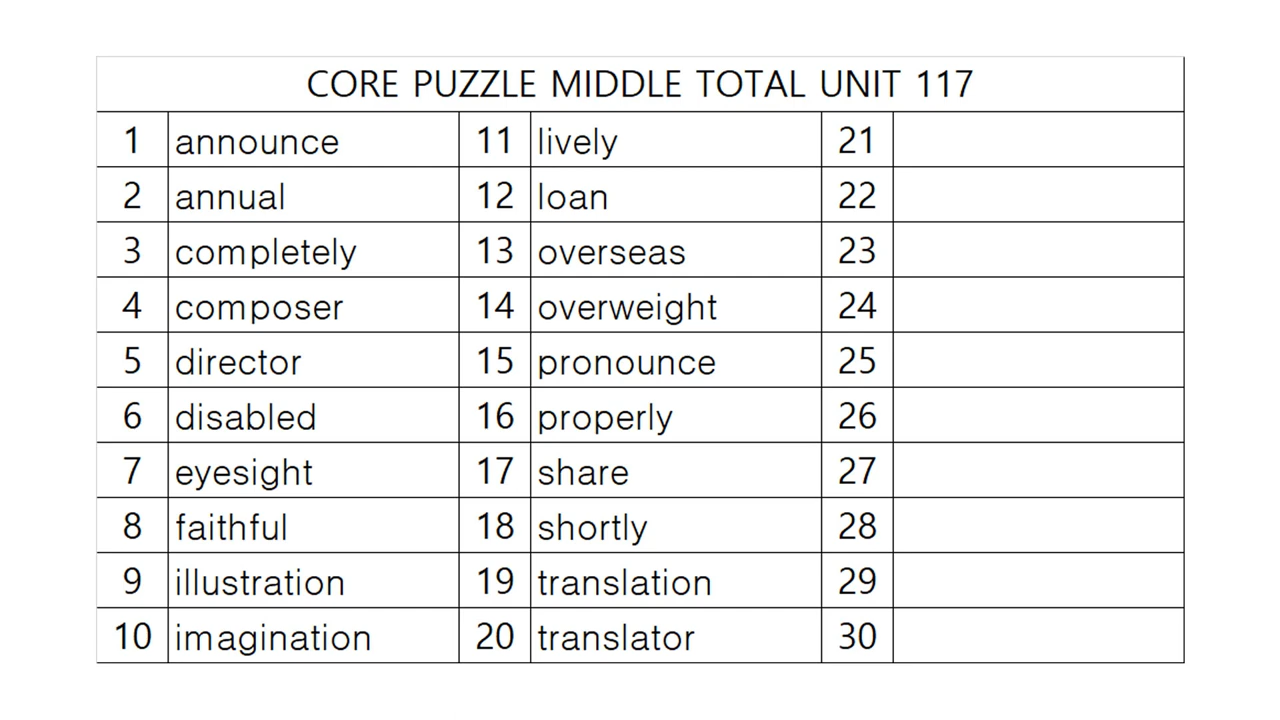 CORE PUZZLE MIDDLE TOTAL UNIT 117
1 announce 11 lively 21
2 annual 12 loan 22
3 completely 13 overseas 23
4 composer 14 overweight 24
5 director 15 pronounce 25
6 disabled 16 properly 26
7 eyesight 17 share 27
8 faithful 18 shortly 28
9 illustration 19 translation 29
10 imagination 20 translator 30